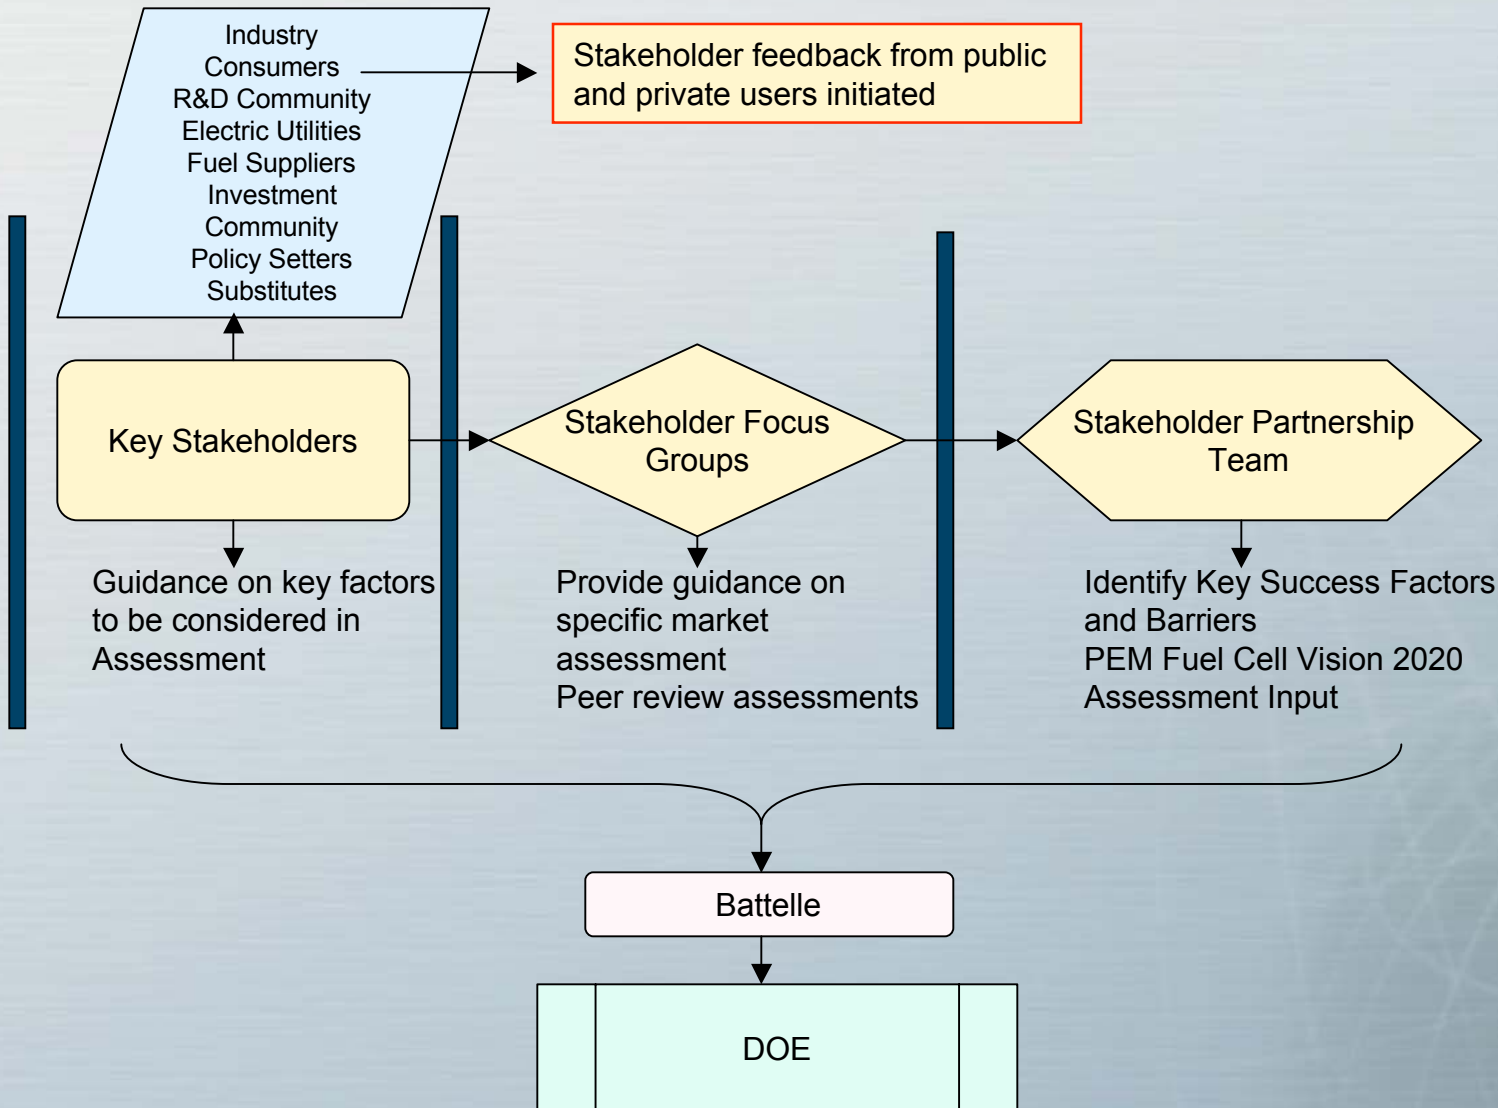 Industry
Consumers
R&D Community
Electric Utilities
Fuel Suppliers
Investment
Community
Policy Setters
Substitutes
Stakeholder feedback from public
and private users initiated
Key Stakeholders
Stakeholder Focus
Groups
Stakeholder Partnership
Team
Guidance on key factors
to be considered in
Assessment
Provide guidance on
specific market
assessment
Peer review assessments
Identify Key Success Factors
and Barriers
PEM Fuel Cell Vision 2020
Assessment Input
Battelle
DOE